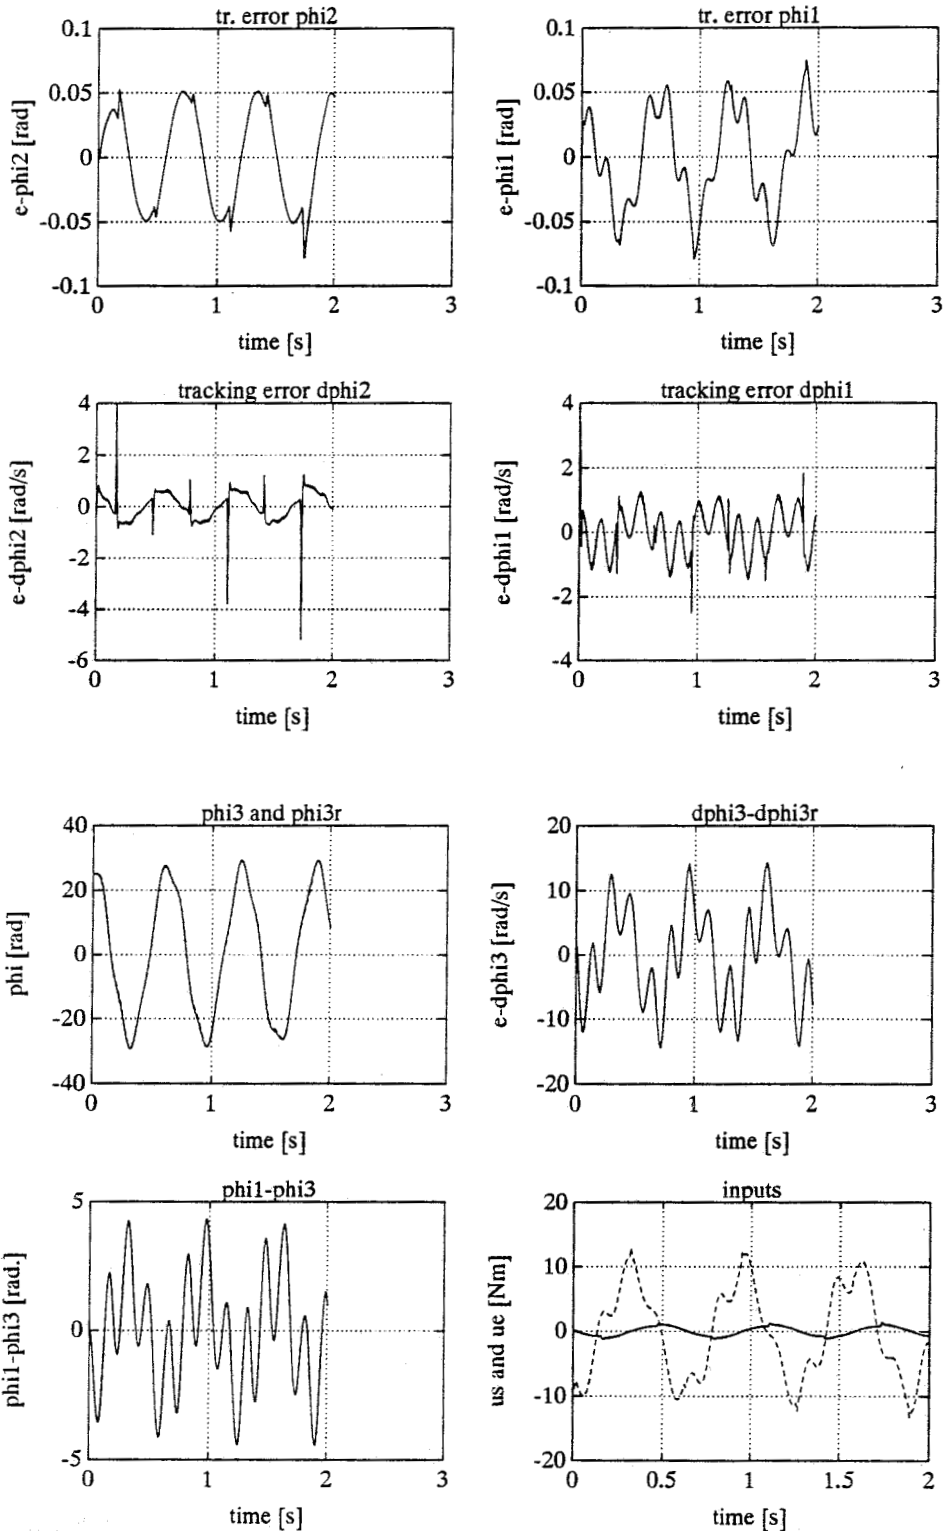 tr. error phi2
0.1
0.05
0
-0.05
-0.1
e-phi2 [rad]
0 1 2 3
time [s]
tr. error phi1
0.1
0.05
0
-0.05
-0.1
e-phi1 [rad]
0 1 2 3
time [s]
tracking error dphi2
4
2
0
-2
-4
-6
e-dphi2 [rad/s]
0 1 2 3
time [s]
tracking error dphi1
4
2
0
-2
-4
e-dphi1 [rad/s]
0 1 2 3
time [s]
phi3 and phi3r
40
20
0
-20
-40
phi [rad]
0 1 2 3
time [s]
dphi3-dphi3r
20
10
0
-10
-20
e-dphi3 [rad/s]
0 1 2 3
time [s]
phi1-phi3
5
0
-5
phi1-phi3 [rad.]
0 1 2 3
time [s]
inputs
20
10
0
-10
-20
us and ue [Nm]
0 0.5 1 1.5 2
time [s]